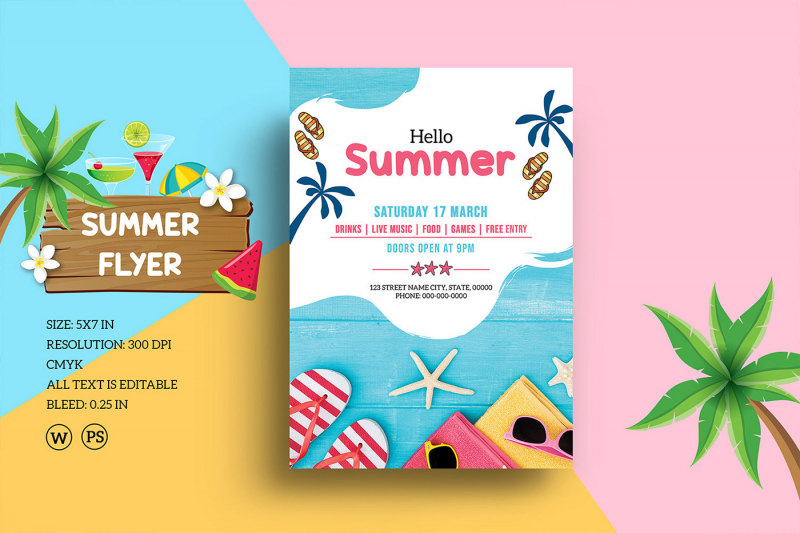 SUMMER
FLYER
SIZE: 5X7 IN
RESOLUTION: 300 DPI
CMYK
ALL TEXT IS EDITABLE
BLEED: 0.25 IN
W PS
Hello
Summer
SATURDAY 17 MARCH
DRINKS | LIVE MUSIC | FOOD | GAMES | FREE ENTRY
DOORS OPEN AT 9PM
123 STREET NAME CITY, STATE, 00000
PHONE: 000-000-0000